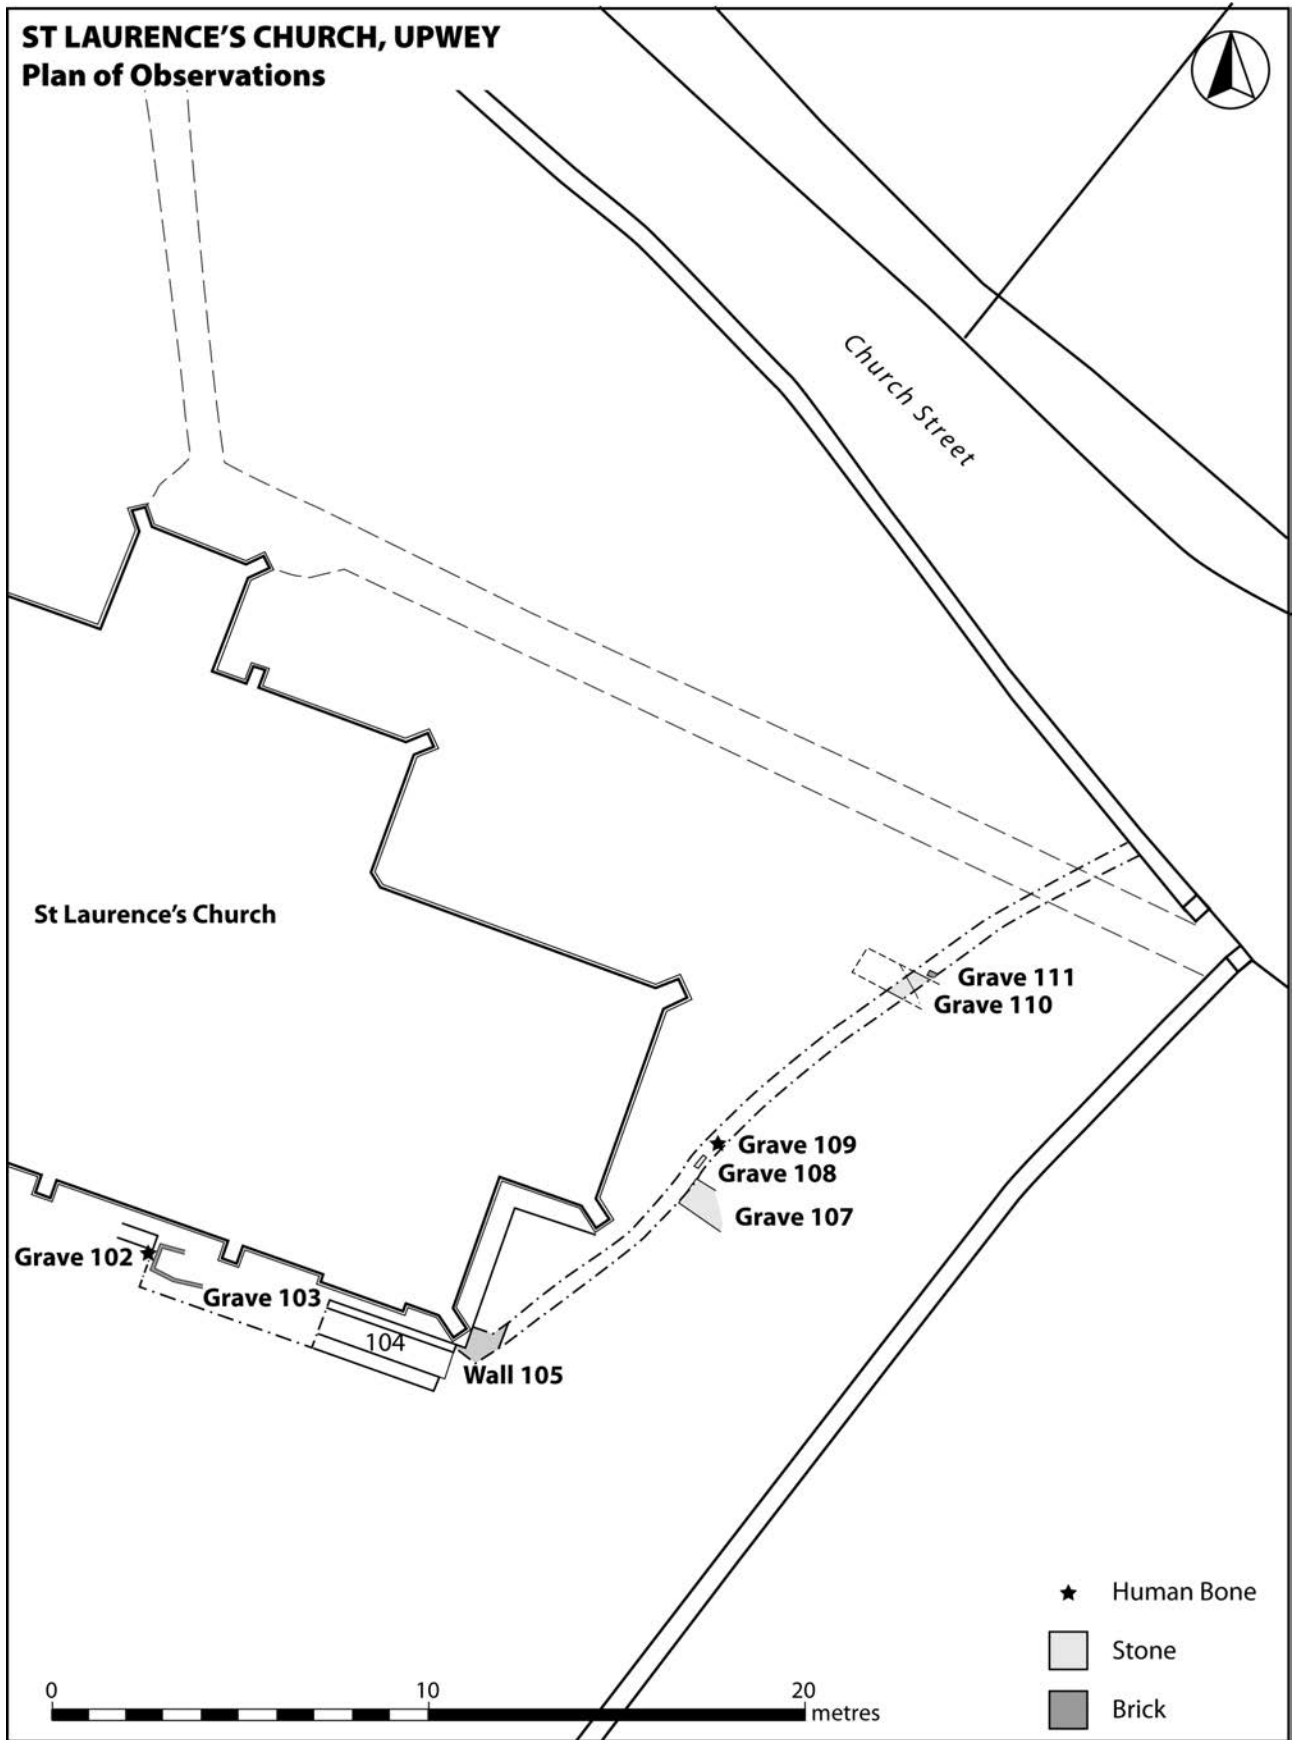 ST LAURENCE'S CHURCH, UPWEY
Plan of Observations
Church Street
St Laurence's Church
Grave 111
Grave 110
Grave 109
Grave 108
Grave 107
Grave 102
Grave 103
104
Wall 105
Human Bone
Stone
Brick
0 10 20
metres